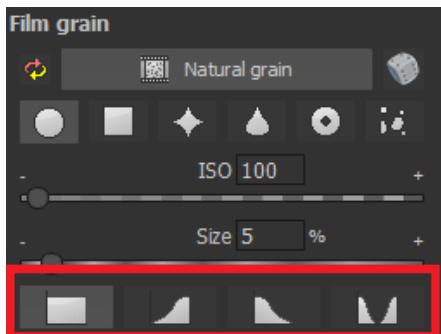 Film grain
Natural grain
- ISO 100 +
- Size 5 % +